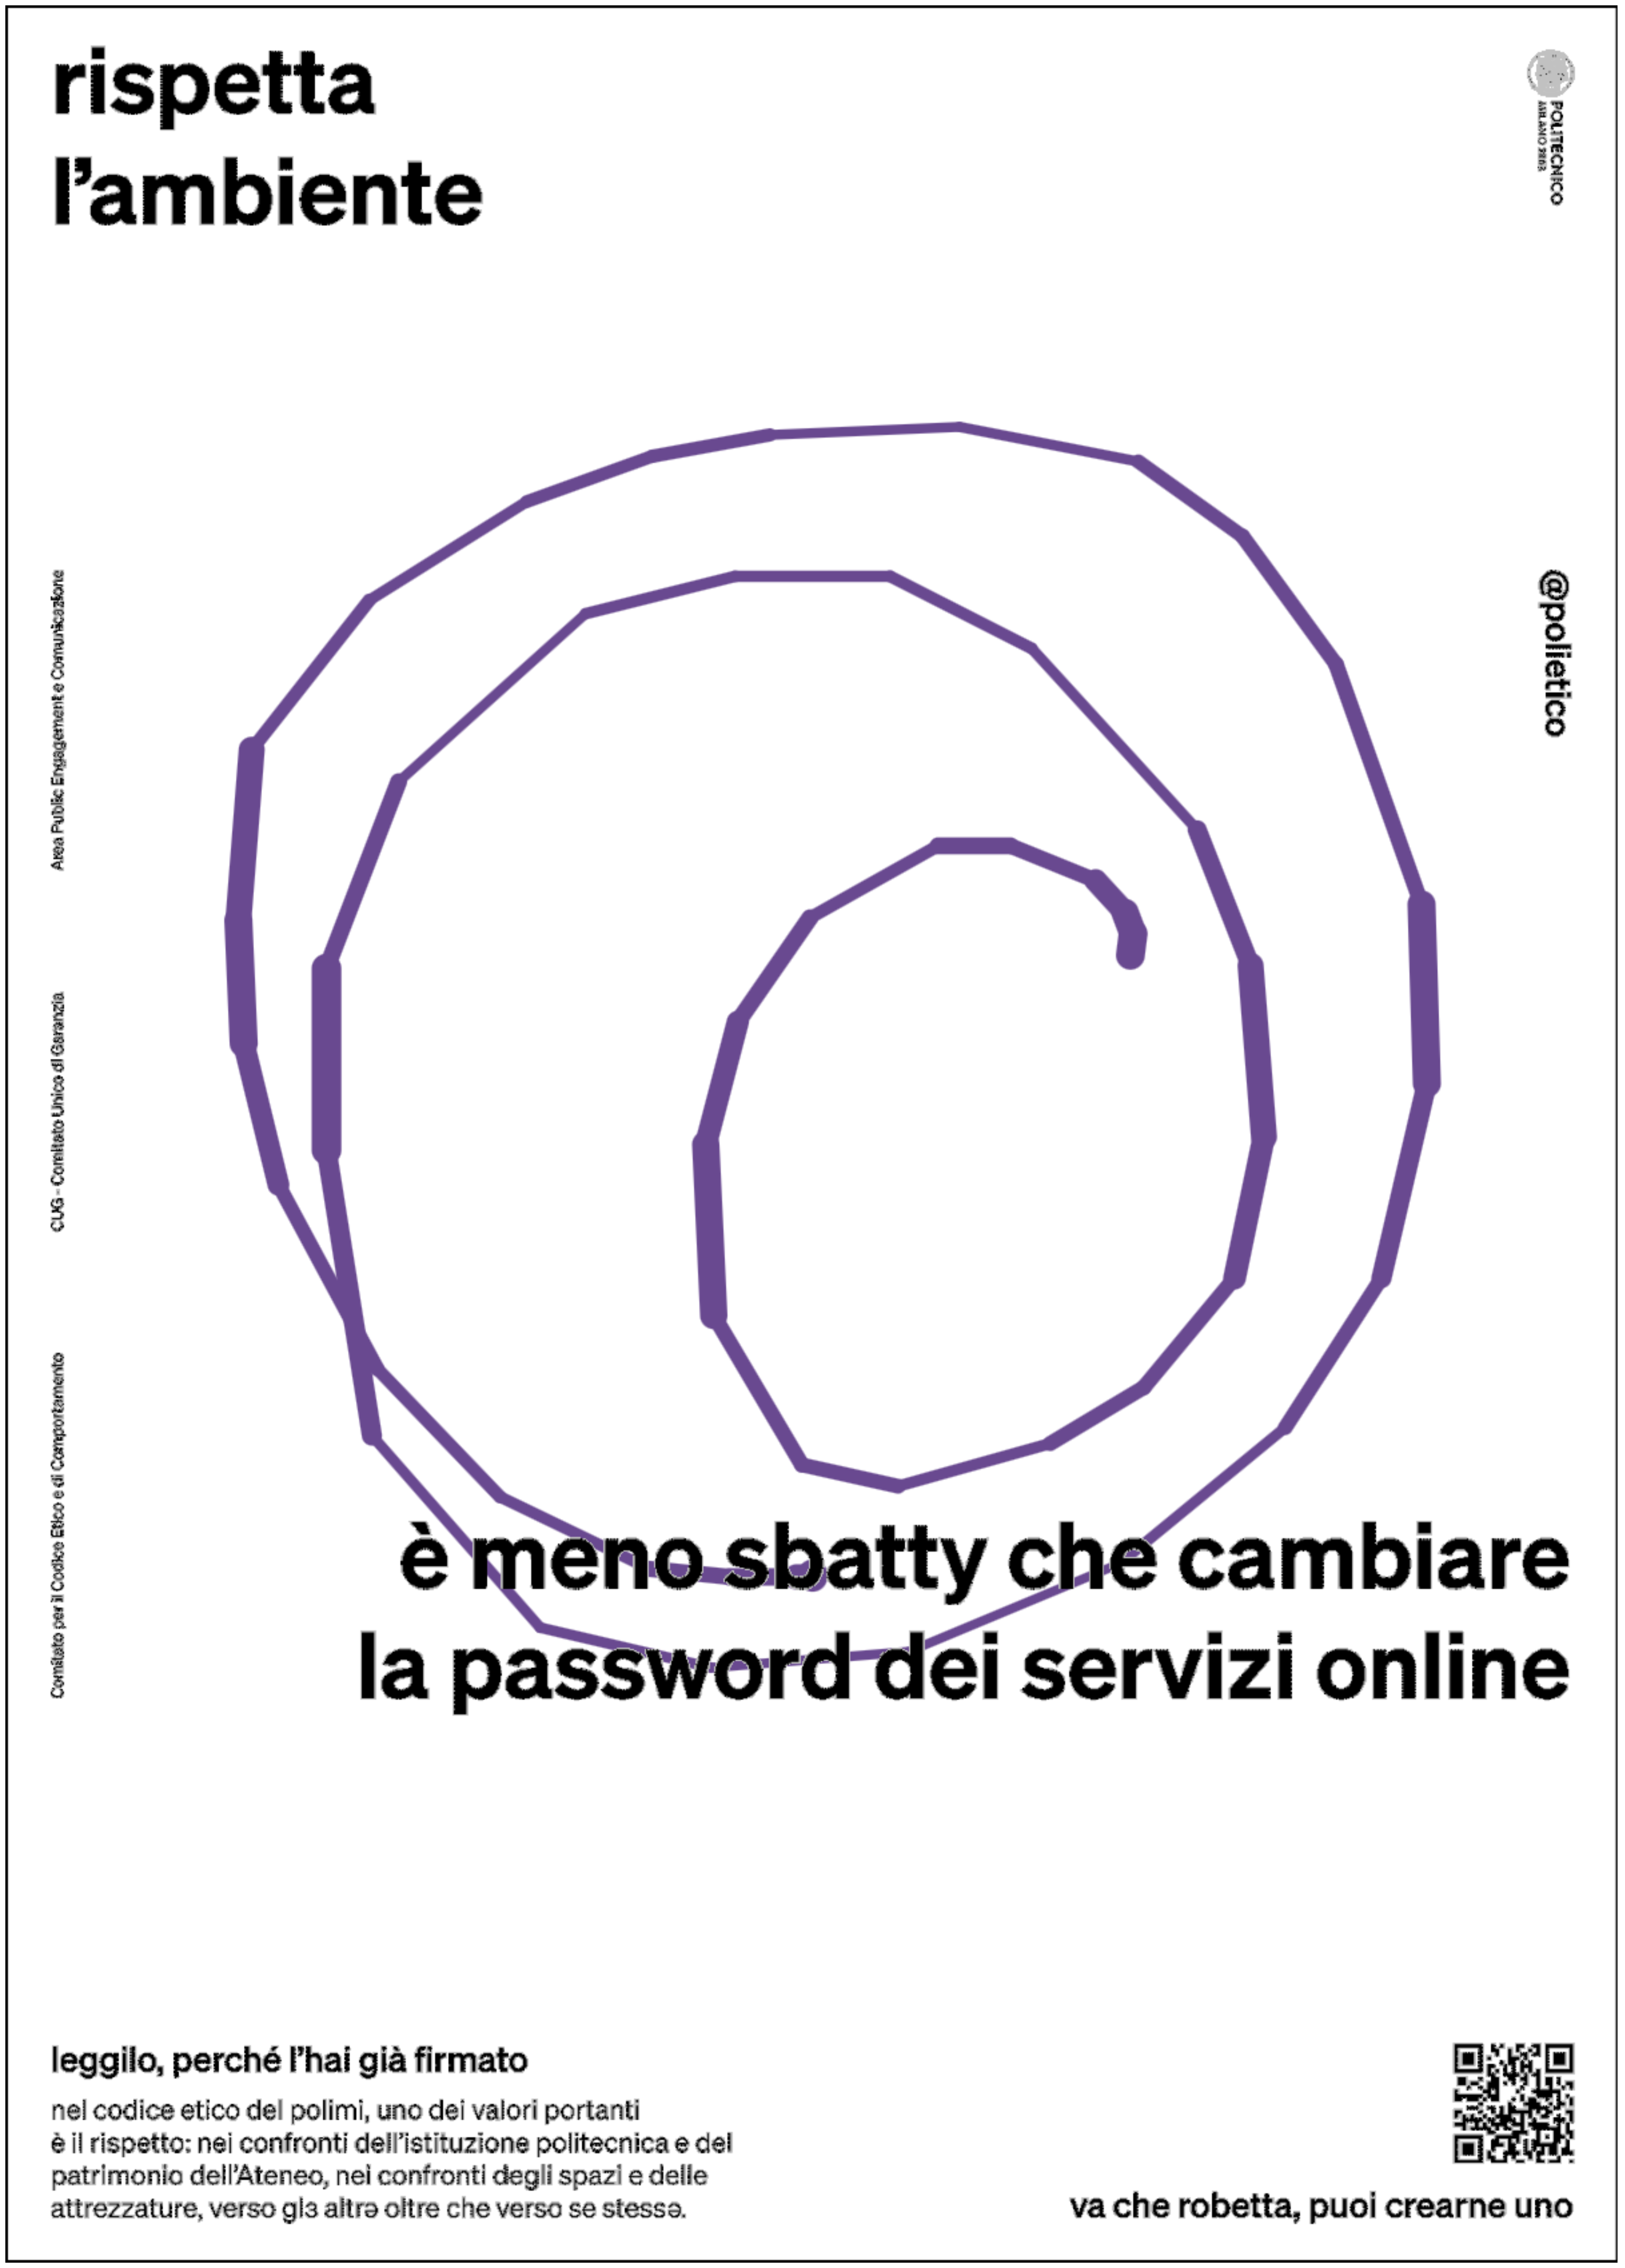 rispetta
l’ambiente
POLITECNICO
MILANO 1863
@polietico
Area Public Engagement e Comunicazione
CUG - Comitato Unico di Garanzia
Comitato per il Codice Etico e di Comportamento
è meno sbatty che cambiare
la password dei servizi online
leggilo, perché l’hai già firmato
nel codice etico del polimi, uno dei valori portanti
è il rispetto: nei confronti dell’istituzione politecnica e del
patrimonio dell’Ateneo, nei confronti degli spazi e delle
attrezzature, verso glɜ altrə oltre che verso se stessə.
va che robetta, puoi crearne uno